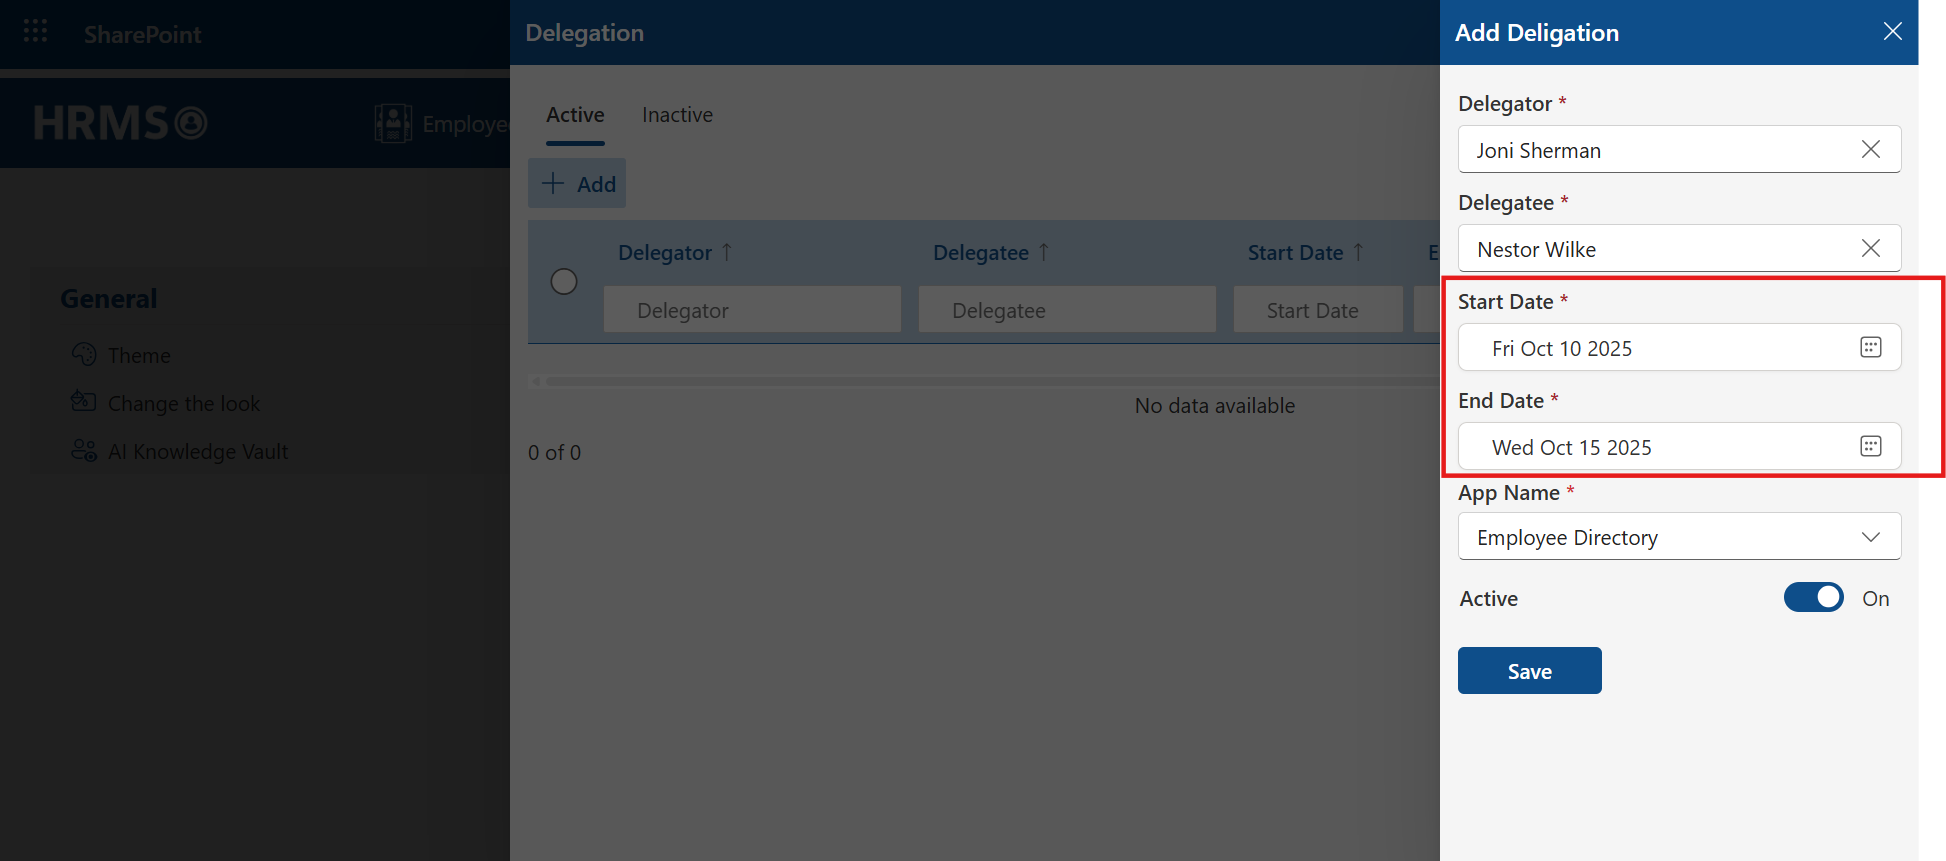 SharePoint
HRMS
Employee
General
Theme
Change the look
AI Knowledge Vault
Delegation
Active Inactive
Add
Delegator Delegatee Start Date E
Delegator Delegatee Start Date
No data available
0 of 0
Add Deligation
Delegator *
Joni Sherman
Delegatee *
Nestor Wilke
Start Date *
Fri Oct 10 2025
End Date *
Wed Oct 15 2025
App Name *
Employee Directory
Active On
Save